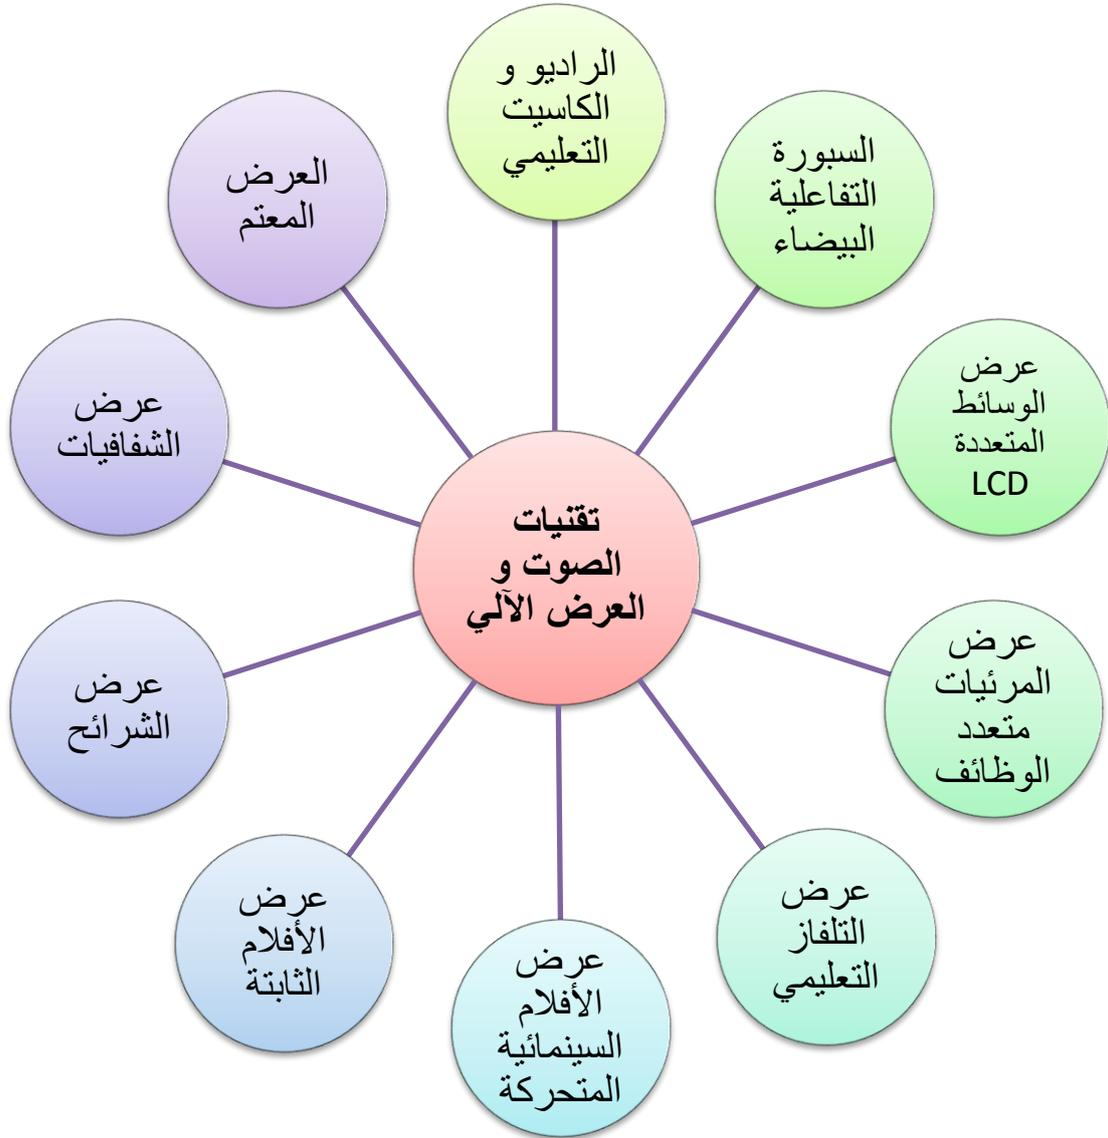 تقنيات
الصوت و
العرض الآلي
الراديو و
الكاسيت
التعليمي
السبورة
التفاعلية
البيضاء
عرض
الوسائط
المتعددة
LCD
عرض
المرئيات
متعدد
الوظائف
عرض
التلفاز
التعليمي
عرض
الأفلام
السينمائية
المتحركة
عرض
الأفلام
الثابتة
عرض
الشرائح
عرض
الشفافيات
العرض
المعتم